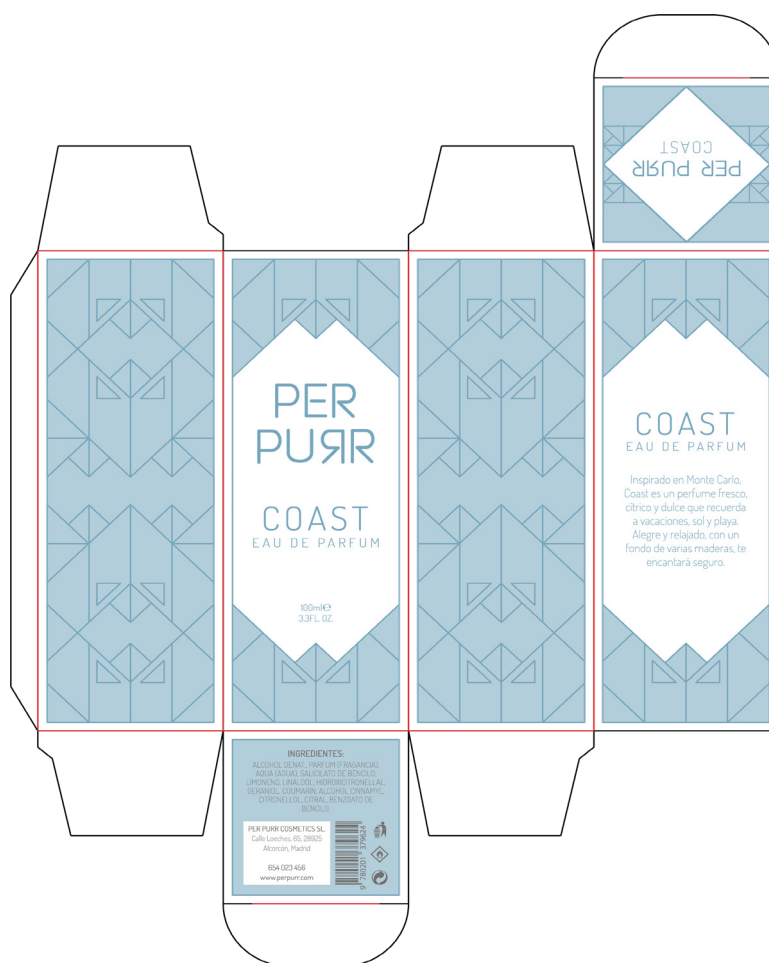 PER PURR
COAST
PER
PURR
COAST
EAU DE PARFUM
100ml℮
3.3FL. OZ.
COAST
EAU DE PARFUM
Inspirado en Monte Carlo,
Coast es un perfume fresco,
cítrico y dulce que recuerda
a vacaciones, sol y playa.
Alegre y relajado, con un
fondo de varias maderas, te
encantará seguro.
INGREDIENTES:
ALCOHOL DENAT., PARFUM (FRAGANCIA),
AQUA (AGUA), SALICILATO DE BENCILO,
LIMONENO, LINALOOL, HIDROXICITRONELLAL,
GERANIOL, COUMARIN, ALCOHOL CINNAMYL,
CITRONELLOL, CITRAL, BENZOATO DE
BENCILO.
PER PURR COSMETICS SL.
Calle Loeches, 65, 28925
Alcorcón, Madrid
654 023 456
www.perpurr.com
9 780201 379624